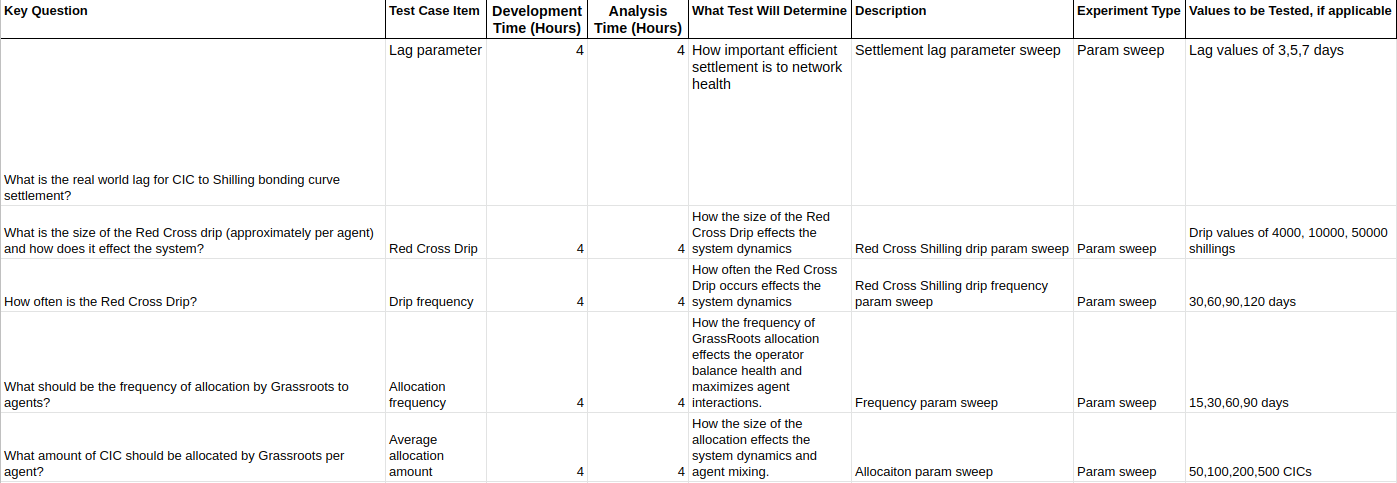 Key Question
Test Case Item
Development
Time (Hours)
Analysis
Time (Hours)
What Test Will Determine
Description
Experiment Type
Values to be Tested, if applicable
What is the real world lag for CIC to Shilling bonding curve
settlement?
Lag parameter
4
4
How important efficient
settlement is to network
health
Settlement lag parameter sweep
Param sweep
Lag values of 3,5,7 days
What is the size of the Red Cross drip (approximately per agent)
and how does it effect the system?
Red Cross Drip
4
4
How the size of the Red
Cross Drip effects the
system dynamics
Red Cross Shilling drip param sweep
Param sweep
Drip values of 4000, 10000, 50000
shillings
How often is the Red Cross Drip?
Drip frequency
4
4
How often the Red Cross
Drip occurs effects the
system dynamics
Red Cross Shilling drip frequency
param sweep
Param sweep
30,60,90,120 days
What should be the frequency of allocation by Grassroots to
agents?
Allocation
frequency
4
4
How the frequency of
GrassRoots allocation
effects the operator
balance health and
maximizes agent
interactions.
Frequency param sweep
Param sweep
15,30,60,90 days
What amount of CIC should be allocated by Grassroots per
agent?
Average
allocation
amount
4
4
How the size of the
allocation effects the
system dynamics and
agent mixing.
Allocaiton param sweep
Param sweep
50,100,200,500 CICs